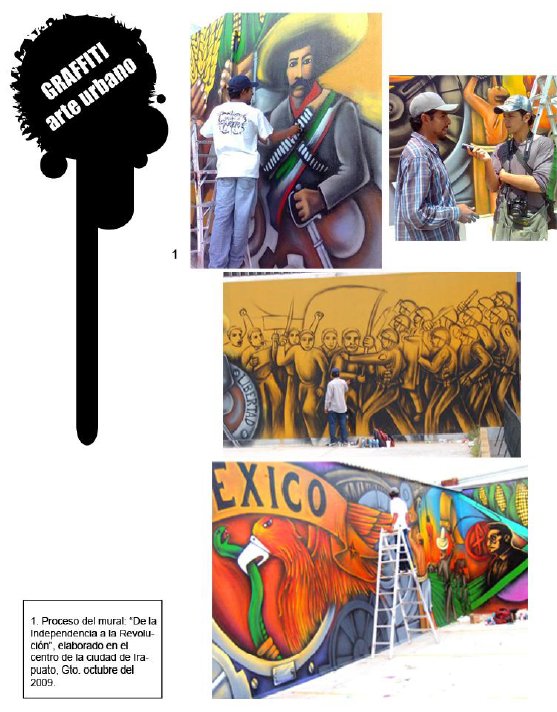 GRAFFITI
arte urbano
1
LIBERTAD
EXICO
1. Proceso del mural: "De la
Independencia a la Revolu-
ción", elaborado en el
centro de la ciudad de Ira-
puato, Gto. octubre del
2009.